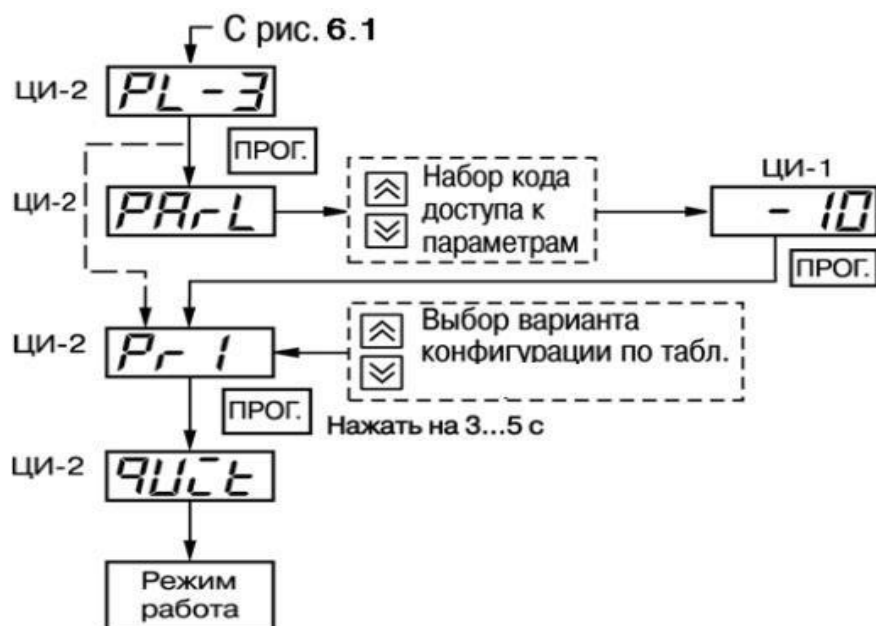 С рис. 6.1
ЦИ-2
PL-3
ПРОГ.
ЦИ-2
PArL
Набор кода
доступа к
параметрам
ЦИ-1
-10
ПРОГ.
ЦИ-2
Pr 1
Выбор варианта
конфигурации по табл.
ПРОГ.
Нажать на 3...5 с
ЦИ-2
qUit
Режим
работа